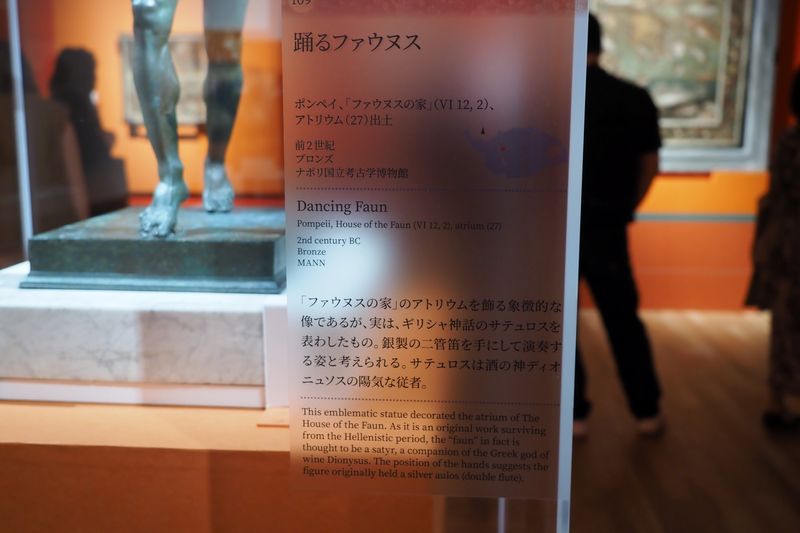 109
踊るファウヌス
ポンペイ、「ファウヌスの家」（VI 12, 2）、
アトリウム（27）出土
前2世紀
ブロンズ
ナポリ国立考古学博物館
Dancing Faun
Pompeii, House of the Faun (VI 12, 2), atrium (27)
2nd century BC
Bronze
MANN
「ファウヌスの家」のアトリウムを飾る象徴的な
像であるが、実は、ギリシャ神話のサテュロスを
表わしたもの。銀製の二管笛を手にして演奏す
る姿と考えられる。サテュロスは酒の神ディオ
ニュソスの陽気な従者。
This emblematic statue decorated the atrium of The
House of the Faun. As it is an original work surviving
from the Hellenistic period, the “faun” in fact is
thought to be a satyr, a companion of the Greek god of
wine Dionysus. The position of the hands suggests the
figure originally held a silver aulos (double flute).